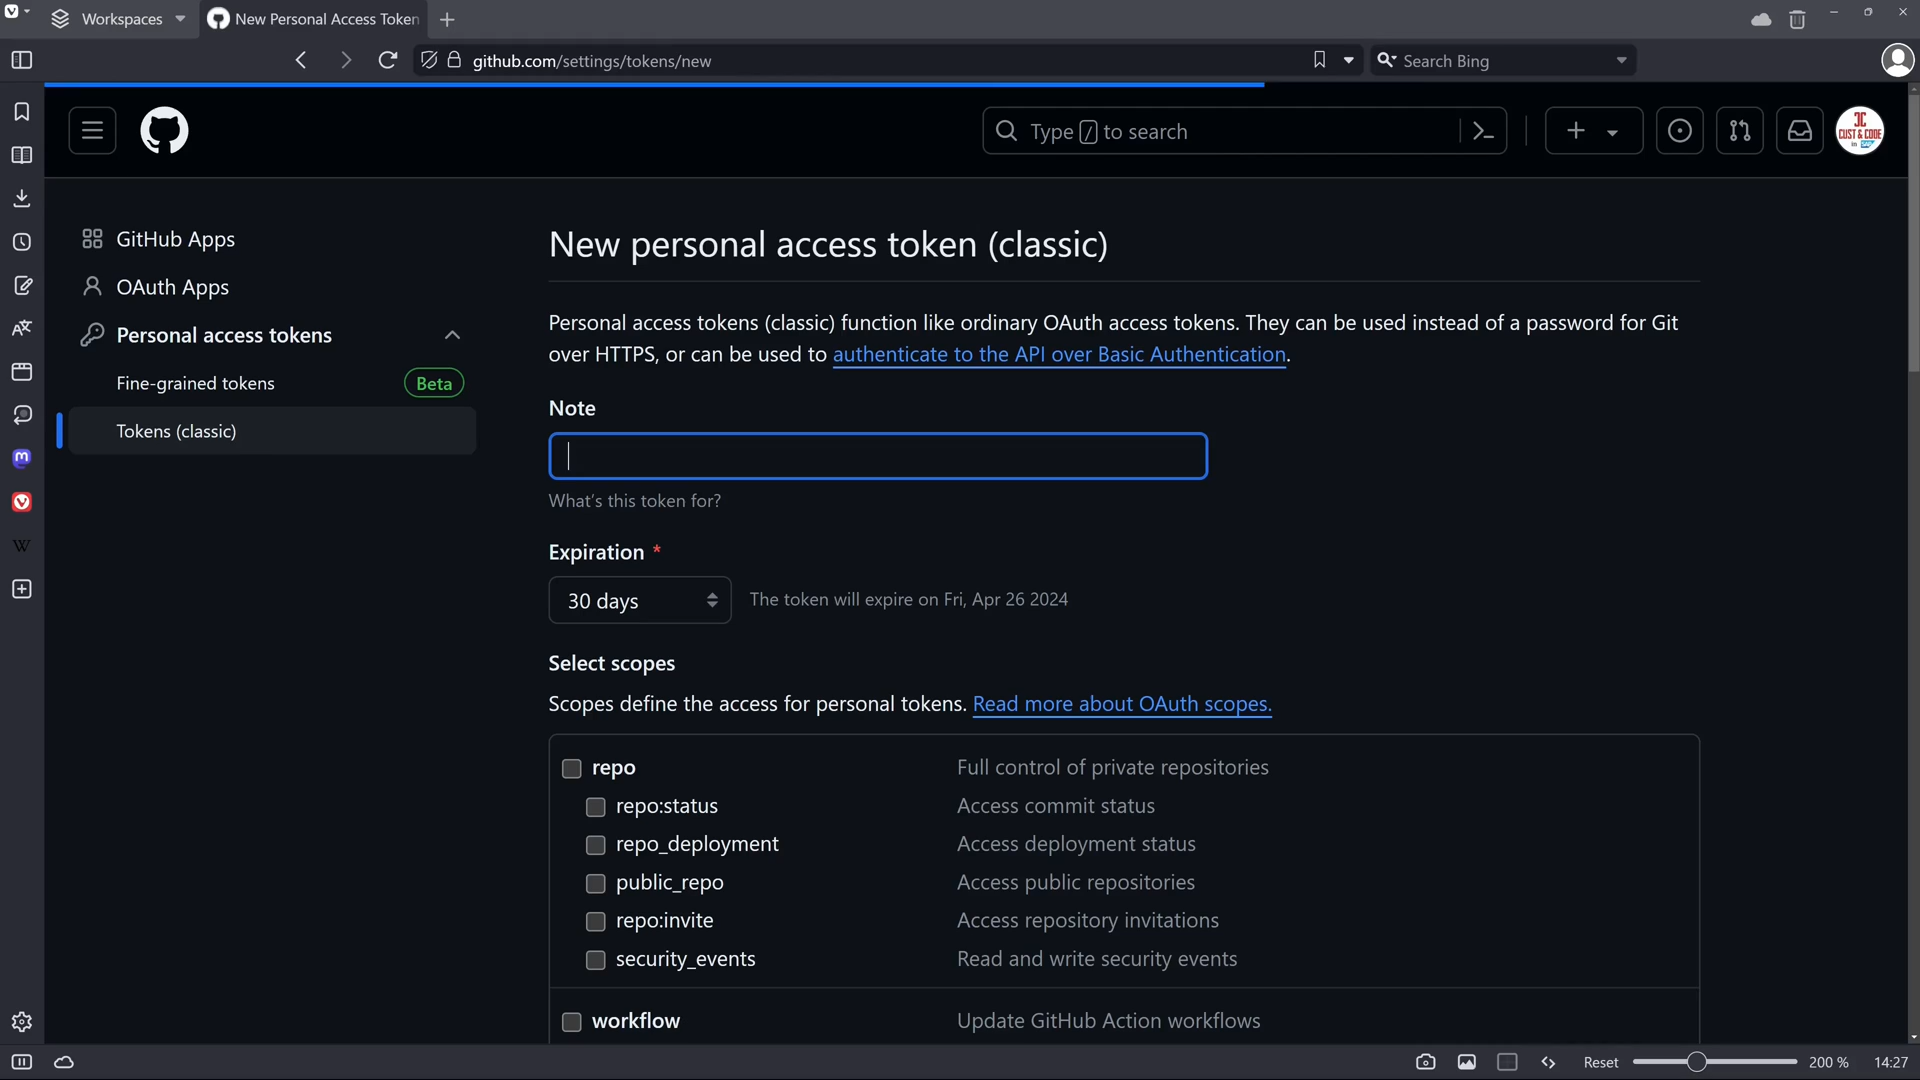 Workspaces
New Personal Access Token
github.com/settings/tokens/new
Search Bing
Type / to search
CUST & CODE
in SAP
GitHub Apps
OAuth Apps
Personal access tokens
Fine-grained tokens
Beta
Tokens (classic)
New personal access token (classic)
Personal access tokens (classic) function like ordinary OAuth access tokens. They can be used instead of a password for Git
over HTTPS, or can be used to authenticate to the API over Basic Authentication.
Note
What's this token for?
Expiration *
30 days
The token will expire on Fri, Apr 26 2024
Select scopes
Scopes define the access for personal tokens. Read more about OAuth scopes.
repo Full control of private repositories
repo:status Access commit status
repo_deployment Access deployment status
public_repo Access public repositories
repo:invite Access repository invitations
security_events Read and write security events
workflow Update GitHub Action workflows
Reset
200 %
14:27